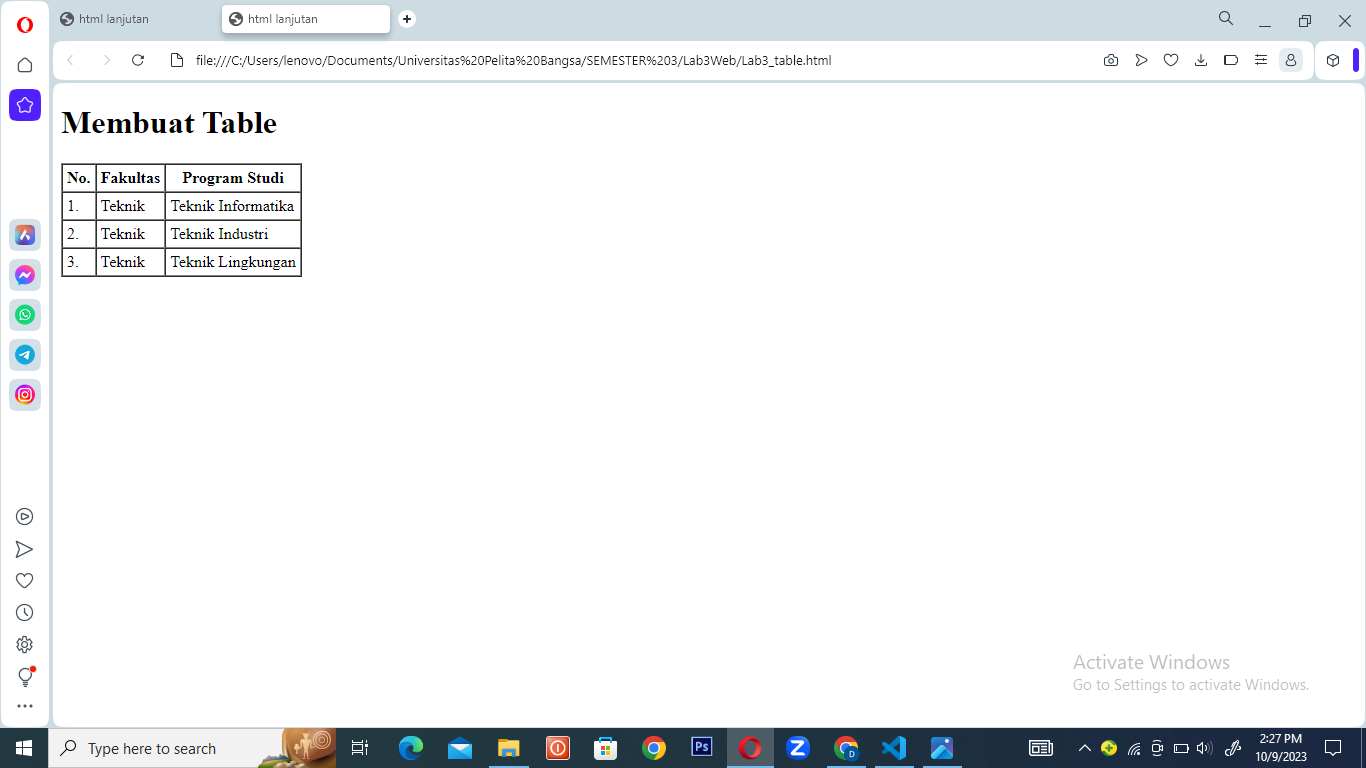 html lanjutan
html lanjutan
file:///C:/Users/lenovo/Documents/Universitas%20Pelita%20Bangsa/SEMESTER%203/Lab3Web/Lab3_table.html
Membuat Table
No. Fakultas Program Studi
1. Teknik Teknik Informatika
2. Teknik Teknik Industri
3. Teknik Teknik Lingkungan
Activate Windows
Go to Settings to activate Windows.
Type here to search
Ps
Z
D
2:27 PM
10/9/2023